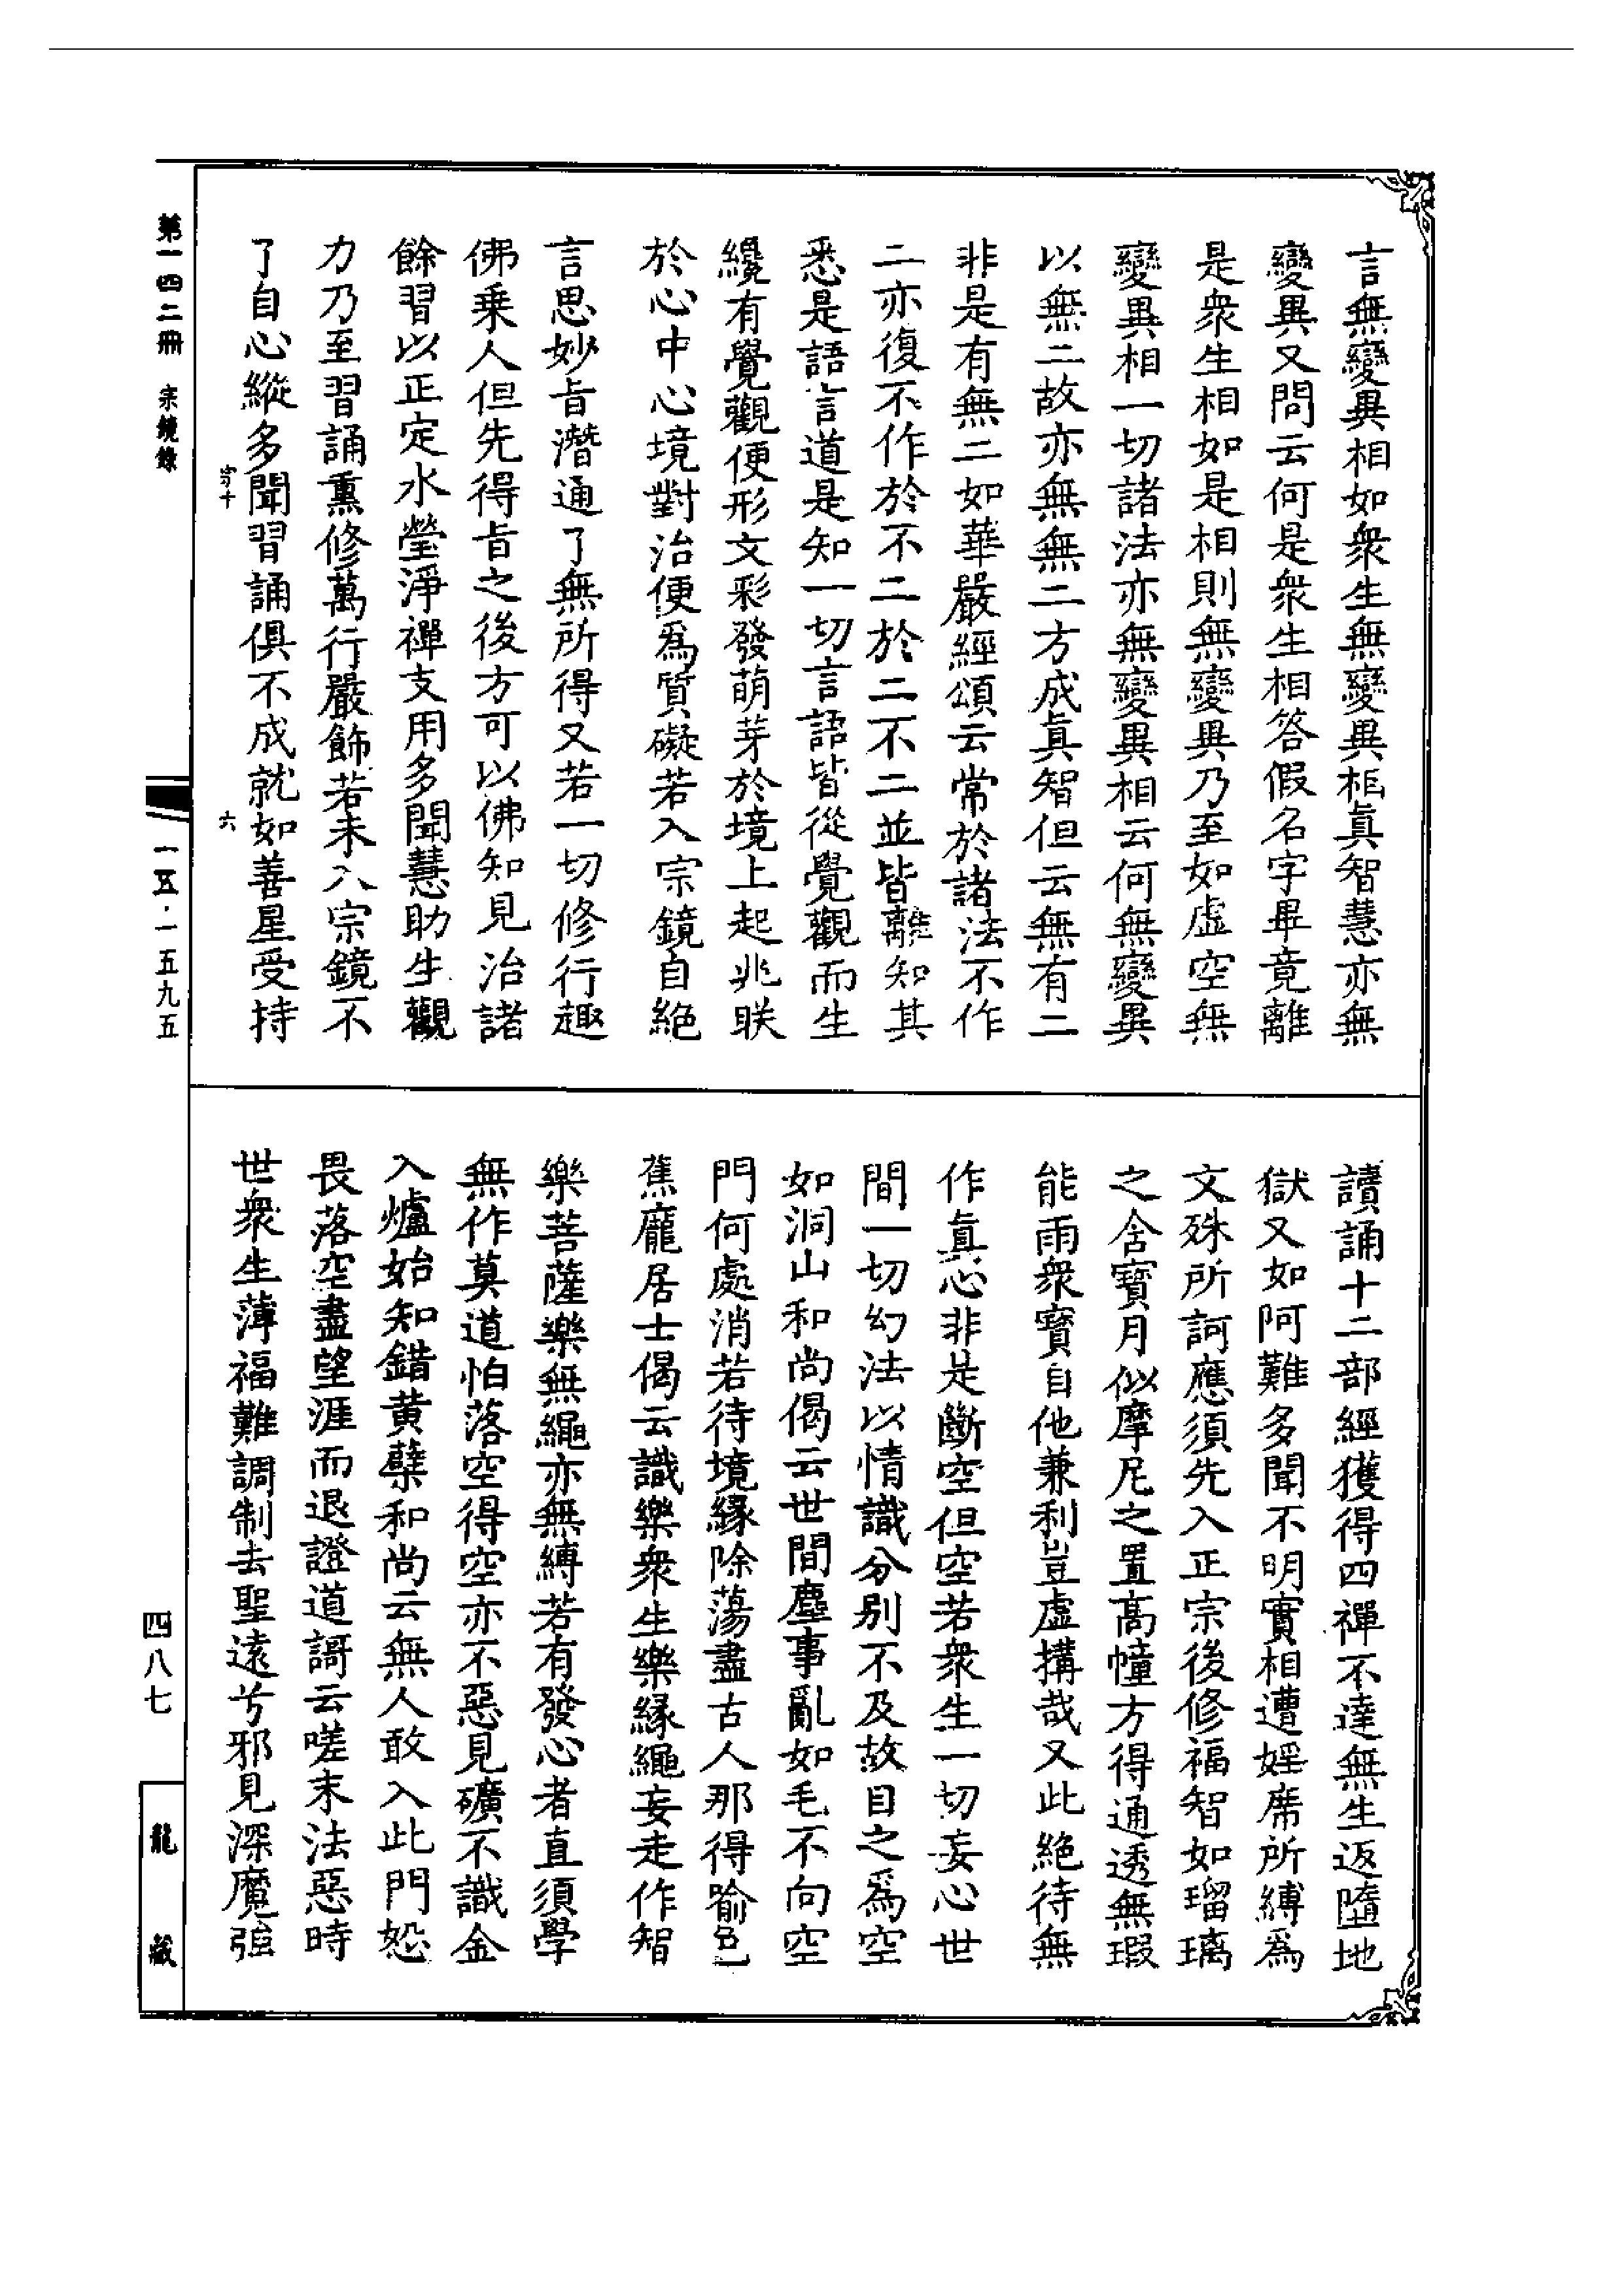 言無變異相如衆生無變異相真智慧亦無
變異又問云何是衆生相答假名字畢竟離
是衆生相如是相則無變異乃至如虛空無
變異相一切諸法亦無變異相云何無變異
以無二故亦無無二方成真智但云無有二
非是有無二如華嚴經頌云常於諸法不作
二亦復不作於不二於二不二並皆離知其
悉是語言道是知一切言語皆從覺觀而生
纔有覺觀便形文彩發萌芽於境上起兆朕
於心中心境對治便爲質礙若入宗鏡自絕
言思妙旨潛通了無所得又若一切修行趣
佛乘人但先得旨之後方可以佛知見治諸
餘習以正定水瑩淨禪支用多聞慧助生觀
力乃至習誦熏修萬行嚴飾若未入宗鏡不
了自心縱多聞習誦俱不成就如善星受持
讀誦十二部經獲得四禪不達無生返墮地
獄又如阿難多聞不明實相遭婬席所縛爲
文殊所訶應須先入正宗後修福智如瑠璃
之含寶月似摩尼之置高幢方得通透無瑕
能雨衆寶自他兼利豈虛搆哉又此絕待無
作真心非是斷空但空若衆生一切妄心世
間一切幻法以情識分别不及故目之爲空
如洞山和尚偈云世間塵事亂如毛不向空
門何處消若待境緣除蕩盡古人那得喻芭
蕉龐居士偈云識樂衆生樂緣繩妄走作智
樂菩薩樂無繩亦無縛若有發心者直須學
無作莫道怕落空得空亦不惡見礦不識金
入爐始知錯黄蘗和尚云無人敢入此門恐
畏落空盡望涯而退證道謌云嗟末法惡時
世衆生薄福難調制去聖遠兮邪見深魔強
第一四二冊 宗鏡錄
寄十
六
一五·一五九五
四八七
龍藏